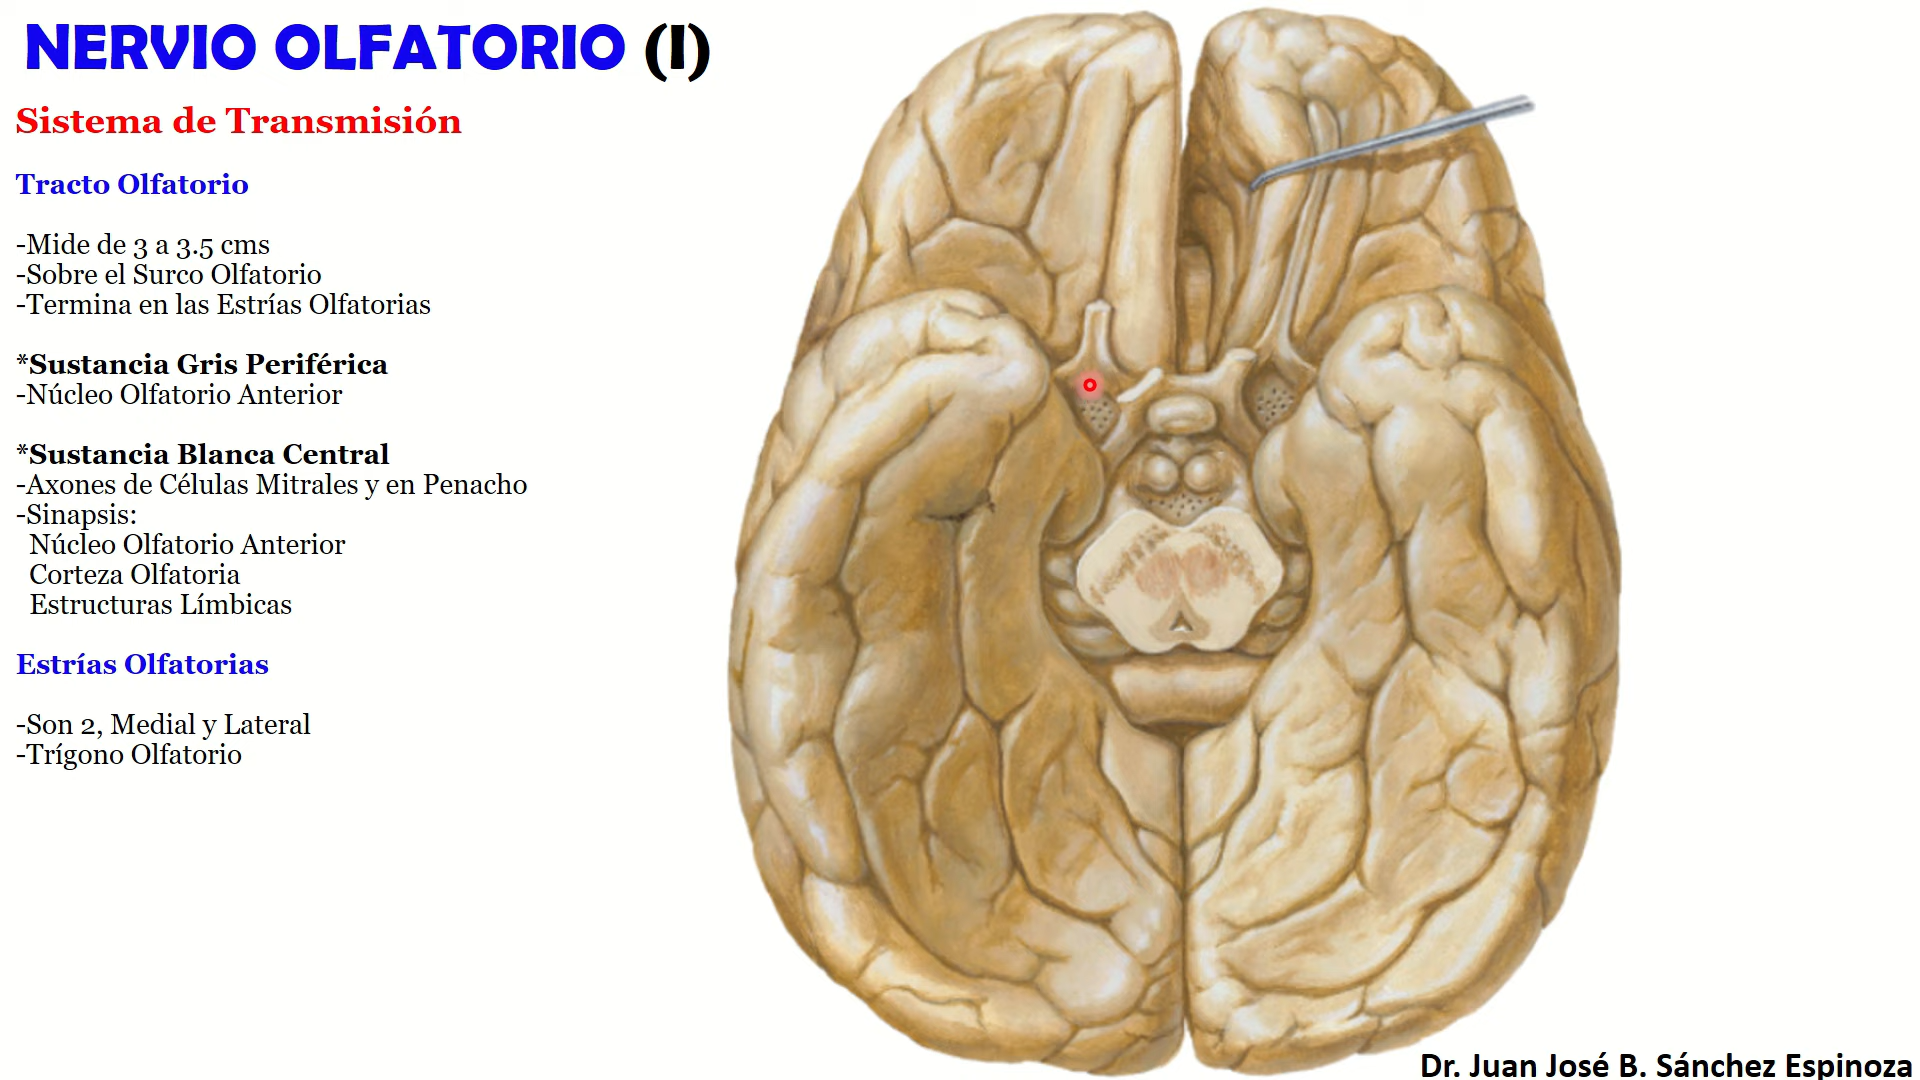 NERVIO OLFATORIO (I)
Sistema de Transmisión
Tracto Olfatorio
-Mide de 3 a 3.5 cms
-Sobre el Surco Olfatorio
-Termina en las Estrías Olfatorias
*Sustancia Gris Periférica
-Núcleo Olfatorio Anterior
*Sustancia Blanca Central
-Axones de Células Mitrales y en Penacho
-Sinapsis:
Núcleo Olfatorio Anterior
Corteza Olfatoria
Estructuras Límbicas
Estrías Olfatorias
-Son 2, Medial y Lateral
-Trígono Olfatorio
Dr. Juan José B. Sánchez Espinoza